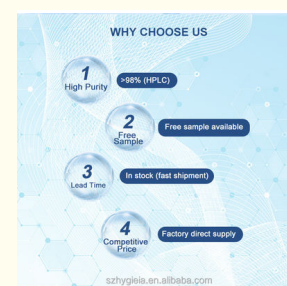 WHY CHOOSE US
1
High Purity
>98% (HPLC)
2
Free
Sample
Free sample available
3
Lead Time
In stock (fast shipment)
4
Competitive
Price
Factory direct supply
szhygieia.en.alibaba.com